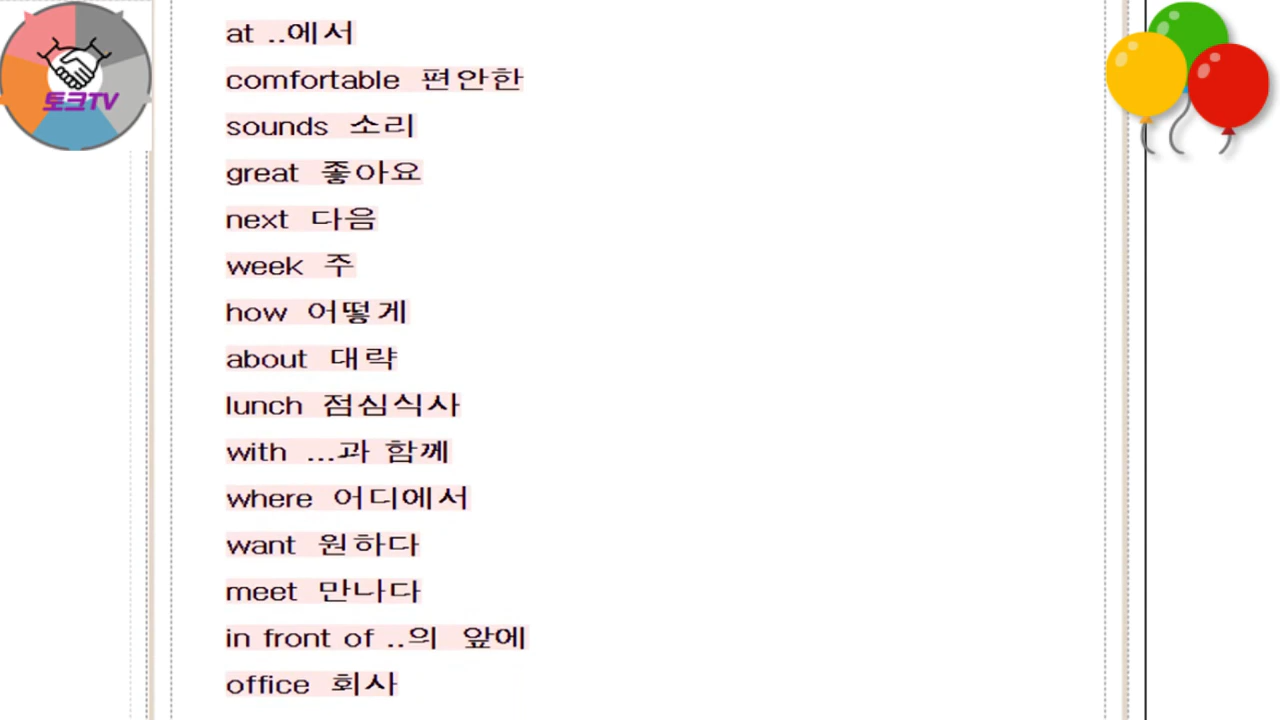 토크TV
at ..에서
comfortable 편안한
sounds 소리
great 좋아요
next 다음
week 주
how 어떻게
about 대략
lunch 점심식사
with ...과 함께
where 어디에서
want 원하다
meet 만나다
in front of ..의 앞에
office 회사